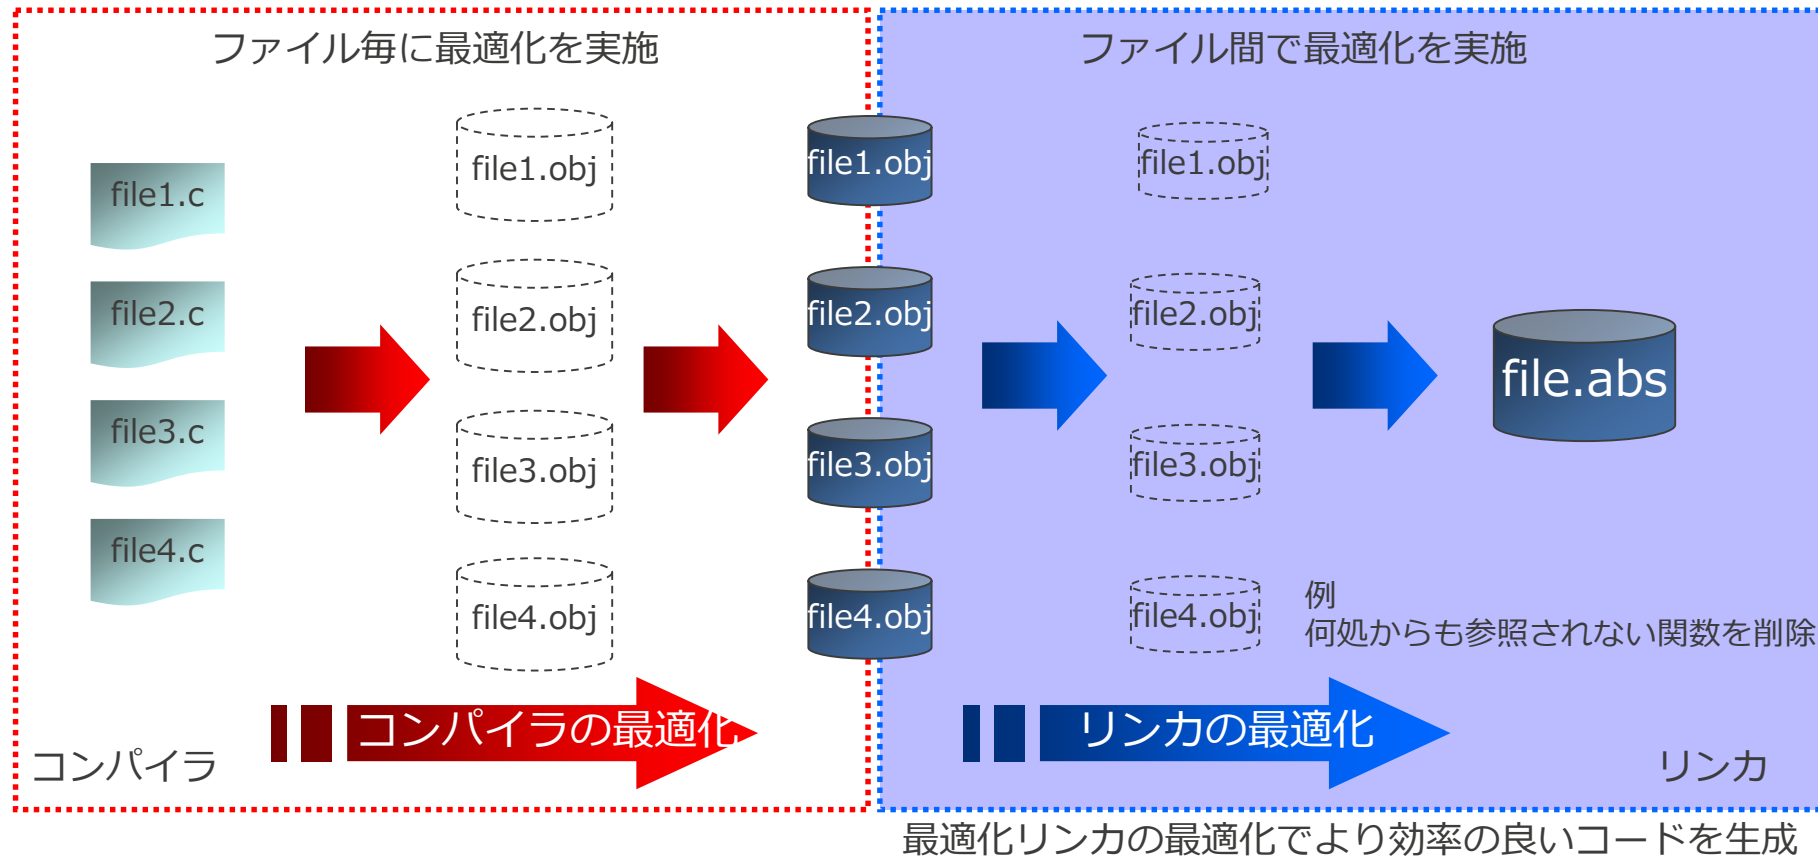 ファイル毎に最適化を実施
ファイル間で最適化を実施
file1.c
file2.c
file3.c
file4.c
file1.obj
file2.obj
file3.obj
file4.obj
file1.obj
file2.obj
file3.obj
file4.obj
file1.obj
file2.obj
file3.obj
file4.obj
file.abs
例
何処からも参照されない関数を削除
コンパイラの最適化
リンカの最適化
コンパイラ
リンカ
最適化リンカの最適化でより効率の良いコードを生成